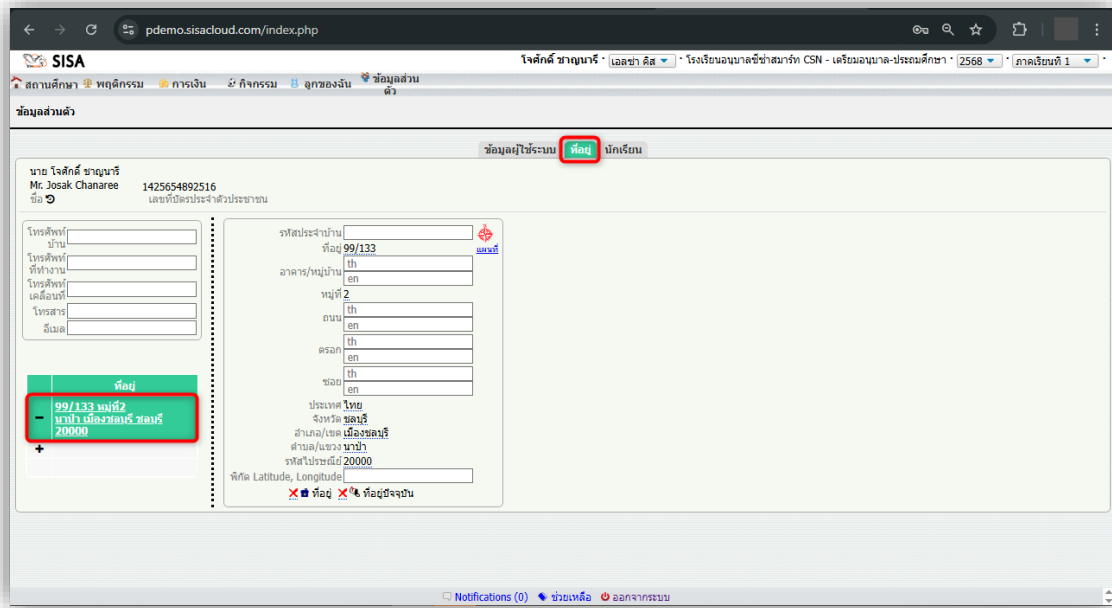 pdemo.sisacloud.com/index.php
SISA
โจศักดิ์ ชาญนารี · เอลซ่า คิส · โรงเรียนอนุบาลซีซ่าสมาร์ท CSN - เตรียมอนุบาล-ประถมศึกษา · 2568 · ภาคเรียนที่ 1 ·
สถานศึกษา พฤติกรรม การเงิน กิจกรรม ลูกของฉัน ข้อมูลส่วนตัว
ข้อมูลส่วนตัว
ข้อมูลผู้ใช้ระบบ ที่อยู่ นักเรียน
นาย โจศักดิ์ ชาญนารี
Mr. Josak Chanaree 1425654892516
ชื่อ เลขที่บัตรประจำตัวประชาชน
โทรศัพท์บ้าน
โทรศัพท์ที่ทำงาน
โทรศัพท์เคลื่อนที่
โทรสาร
อีเมล
ที่อยู่
99/133 หมู่ที่2
นาป่า เมืองชลบุรี ชลบุรี
20000
รหัสประจำบ้าน
ที่อยู่ 99/133 แผนที่
อาคาร/หมู่บ้าน th
en
หมู่ที่ 2
ถนน th
en
ตรอก th
en
ซอย th
en
ประเทศ ไทย
จังหวัด ชลบุรี
อำเภอ/เขต เมืองชลบุรี
ตำบล/แขวง นาป่า
รหัสไปรษณีย์ 20000
พิกัด Latitude, Longitude
ที่อยู่ ที่อยู่ปัจจุบัน
Notifications (0) ช่วยเหลือ ออกจากระบบ